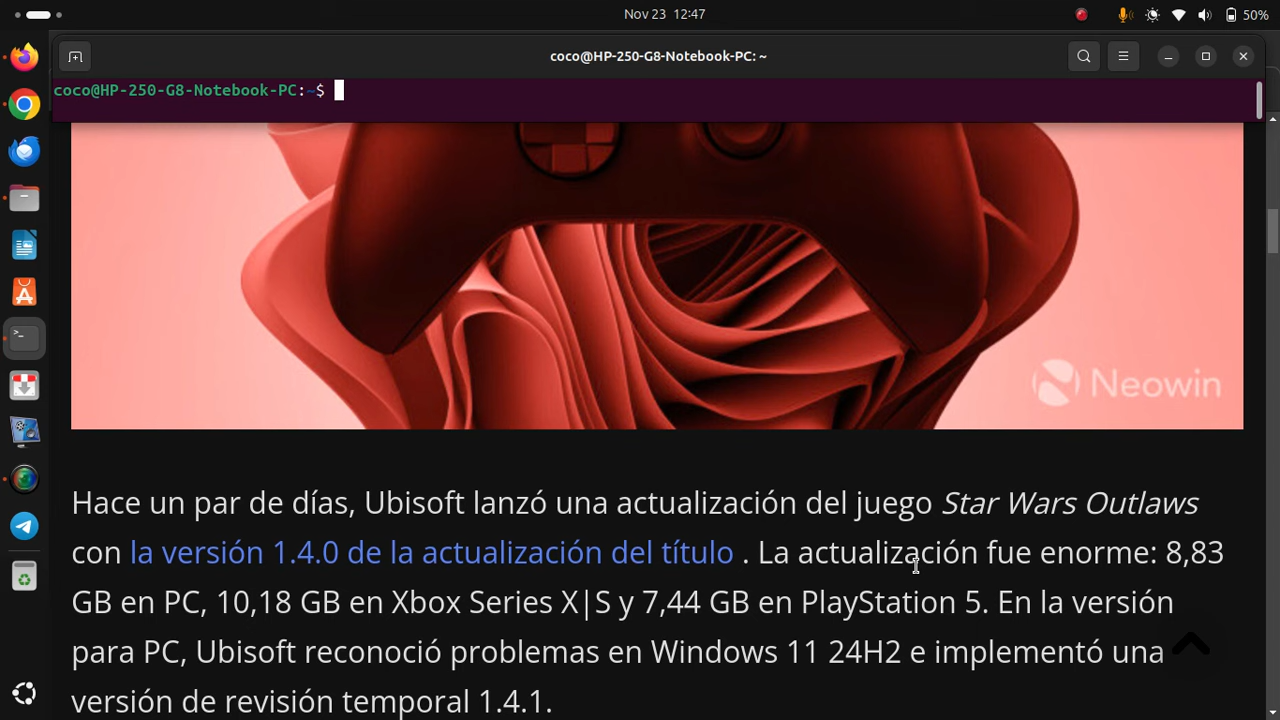 Nov 23 12:47
50%
coco@HP-250-G8-Notebook-PC: ~
coco@HP-250-G8-Notebook-PC:~$
Neowin
Hace un par de días, Ubisoft lanzó una actualización del juego Star Wars Outlaws
con la versión 1.4.0 de la actualización del título . La actualización fue enorme: 8,83
GB en PC, 10,18 GB en Xbox Series X|S y 7,44 GB en PlayStation 5. En la versión
para PC, Ubisoft reconoció problemas en Windows 11 24H2 e implementó una
versión de revisión temporal 1.4.1.